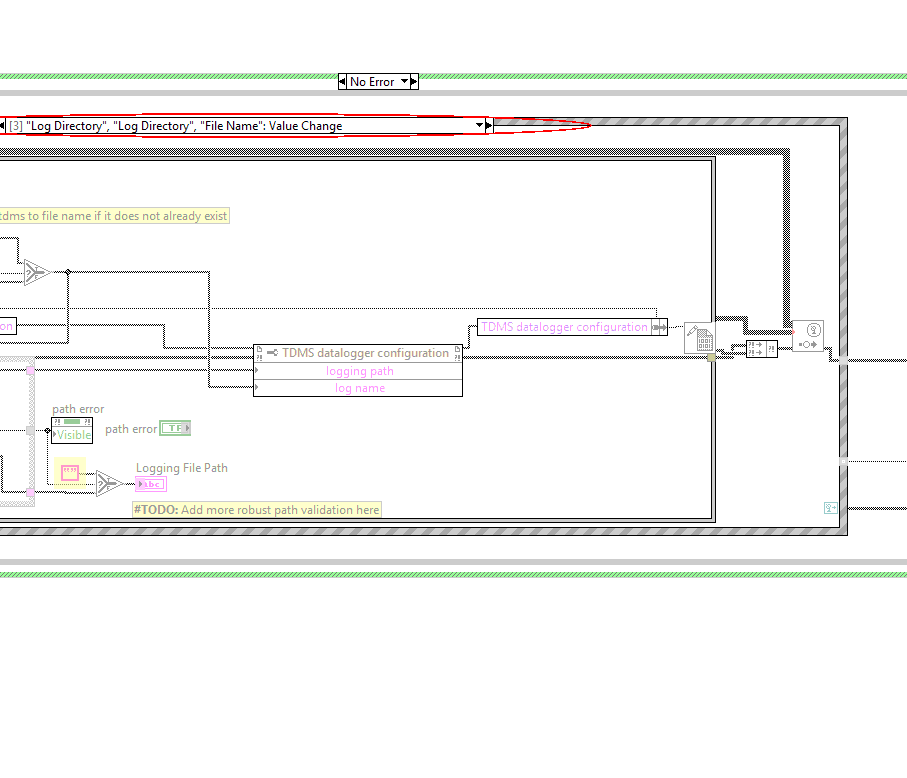 No Error
[3] "Log Directory", "Log Directory", "File Name": Value Change
tdms to file name if it does not already exist
on
TDMS datalogger configuration
TDMS datalogger configuration
logging path
log name
path error
Visible
path error
TF
Logging File Path
abc
#TODO: Add more robust path validation here